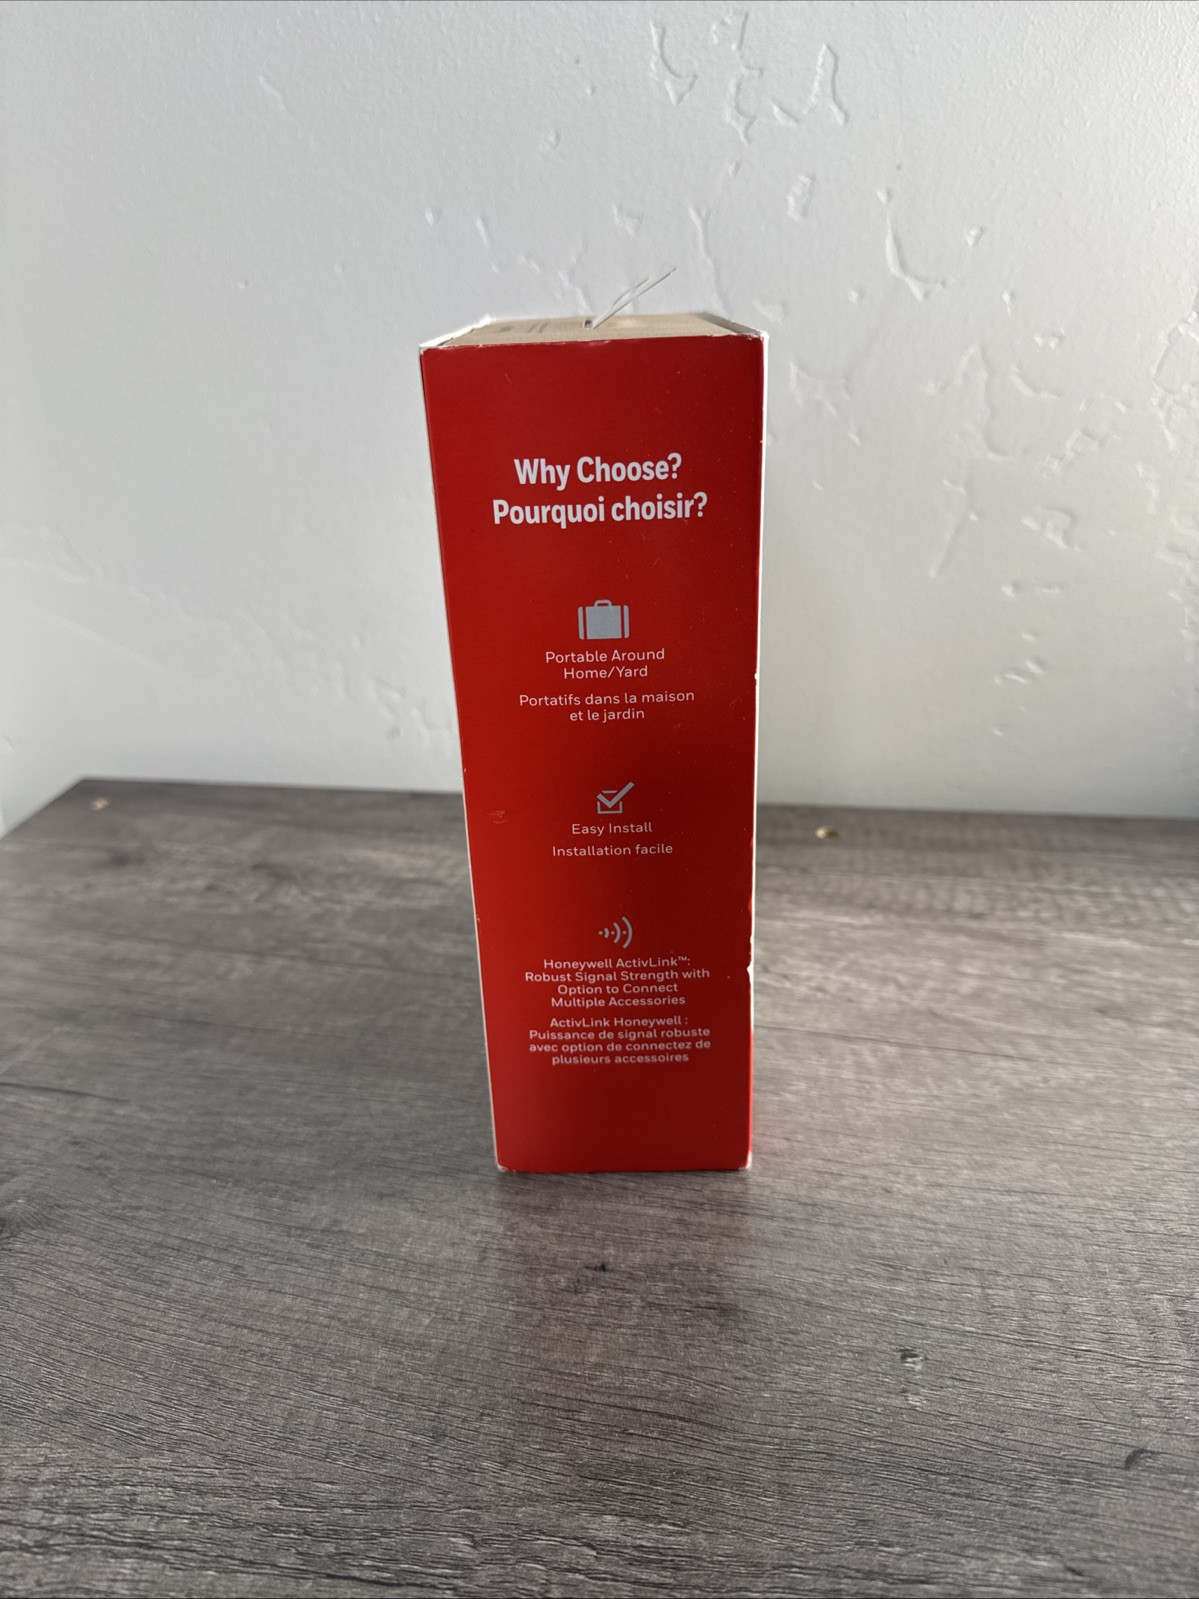 Why Choose?
Pourquoi choisir?
Portable Around
Home/Yard
Portatifs dans la maison
et le jardin
Easy Install
Installation facile
Honeywell ActivLink™:
Robust Signal Strength with
Option to Connect
Multiple Accessories
ActivLink Honeywell :
Puissance de signal robuste
avec option de connectez de
plusieurs accessoires